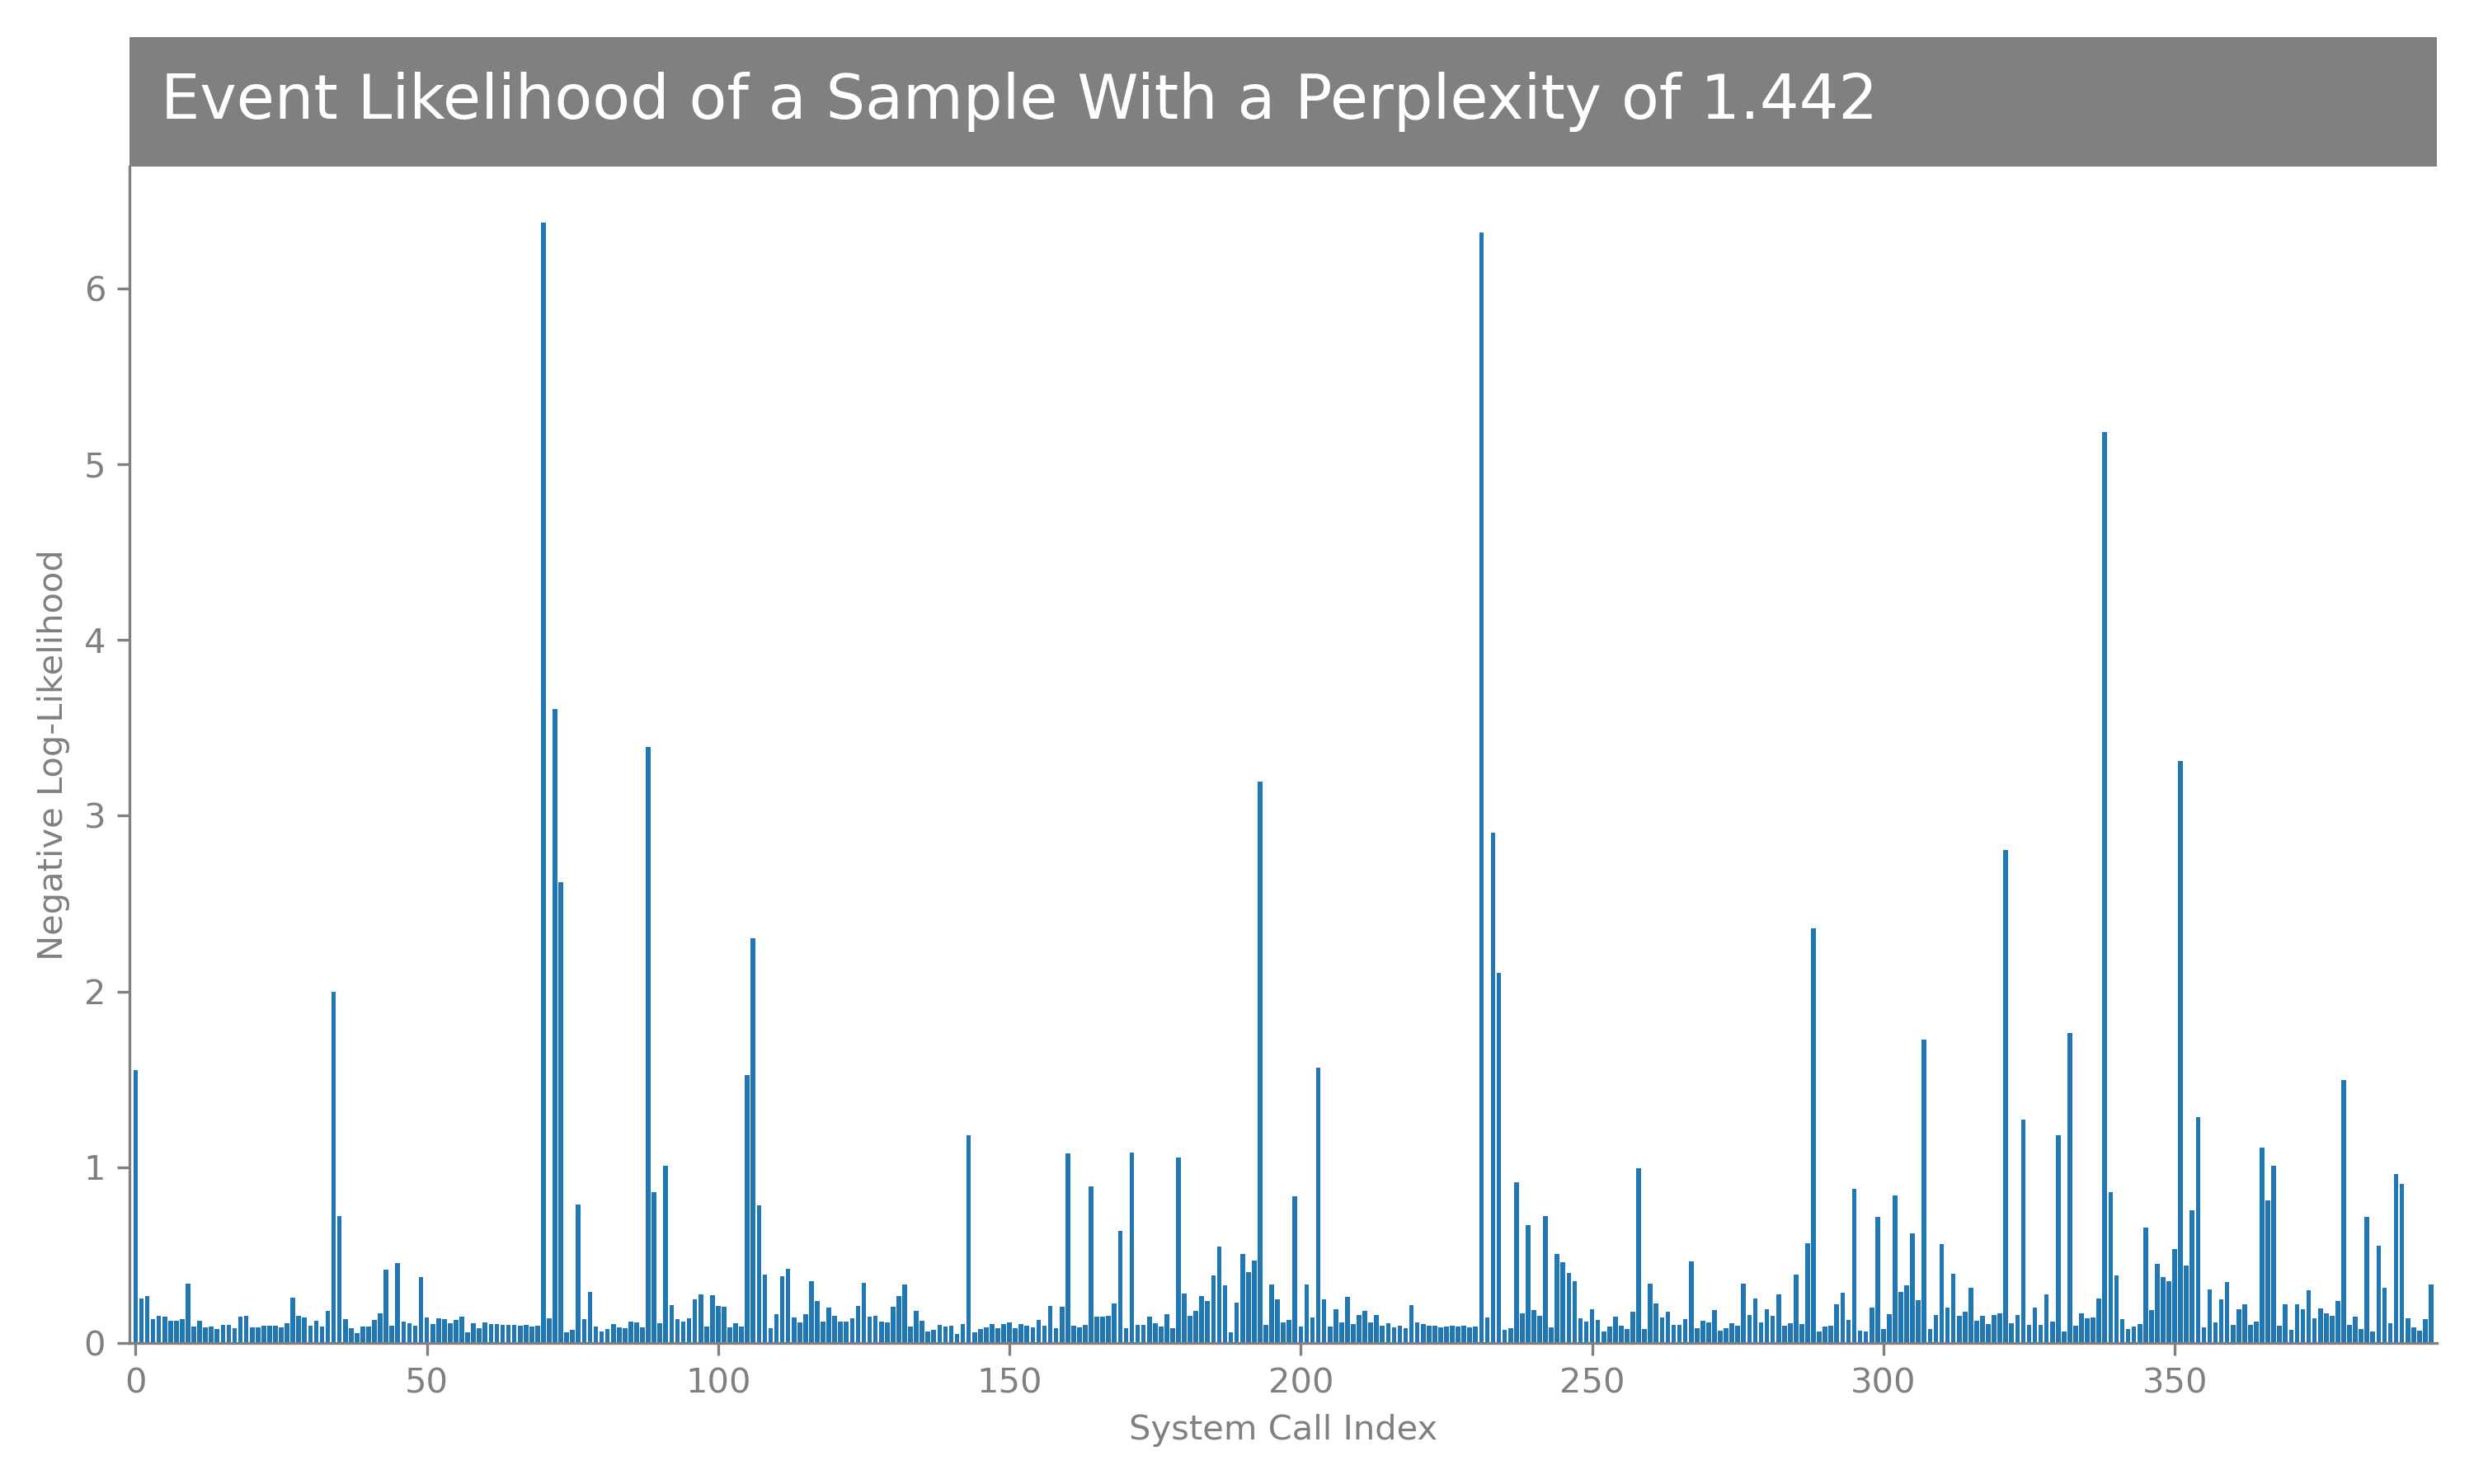 Event Likelihood of a Sample With a Perplexity of 1.442
Negative Log-Likelihood
6
5
4
3
2
1
0
0 50 100 150 200 250 300 350
System Call Index